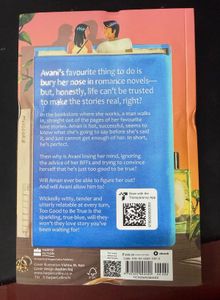 Avani's favourite thing to do is
bury her nose in romance novels—
but, honestly, life can't be trusted
to make the stories real, right?
In the bookstore where she works, a man walks
in, straight out of the pages of her favourite
love stories. Aman is hot, successful, seems to
know what she's going to say before she's said
it, and just cannot get enough of her. In short,
he's perfect.
Then why is Avani losing her mind, ignoring
the advice of her BFFs and trying to convince
herself that he's just too good to be true?
Will Aman ever be able to figure her out?
And will Avani allow him to?
Wickedly witty, tender and
utterly relatable at every turn,
Too Good to Be True is the
sparkling, true-blue, will-they-
won't-they love story you've
been waiting for!